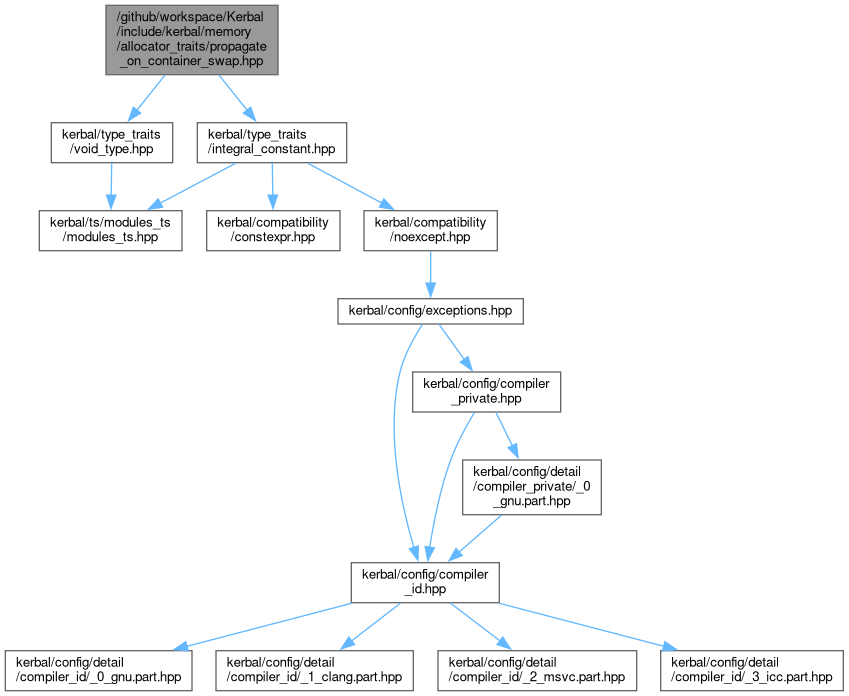 /github/workspace/Kerbal
/include/kerbal/memory
/allocator_traits/propagate
_on_container_swap.hpp
kerbal/type_traits
/void_type.hpp
kerbal/type_traits
/integral_constant.hpp
kerbal/ts/modules_ts
/modules_ts.hpp
kerbal/compatibility
/constexpr.hpp
kerbal/compatibility
/noexcept.hpp
kerbal/config/exceptions.hpp
kerbal/config/compiler
_private.hpp
kerbal/config/detail
/compiler_private/_0
_gnu.part.hpp
kerbal/config/compiler
_id.hpp
kerbal/config/detail
/compiler_id/_0_gnu.part.hpp
kerbal/config/detail
/compiler_id/_1_clang.part.hpp
kerbal/config/detail
/compiler_id/_2_msvc.part.hpp
kerbal/config/detail
/compiler_id/_3_icc.part.hpp